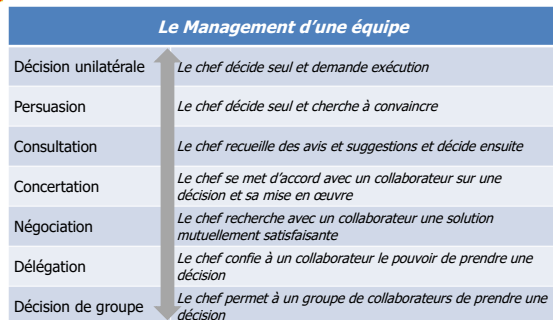 Le Management d'une équipe
Décision unilatérale
Le chef décide seul et demande exécution
Persuasion
Le chef décide seul et cherche à convaincre
Consultation
Le chef recueille des avis et suggestions et décide ensuite
Concertation
Le chef se met d'accord avec un collaborateur sur une
décision et sa mise en œuvre
Négociation
Le chef recherche avec un collaborateur une solution
mutuellement satisfaisante
Délégation
Le chef confie à un collaborateur le pouvoir de prendre une
décision
Décision de groupe
Le chef permet à un groupe de collaborateurs de prendre une
décision